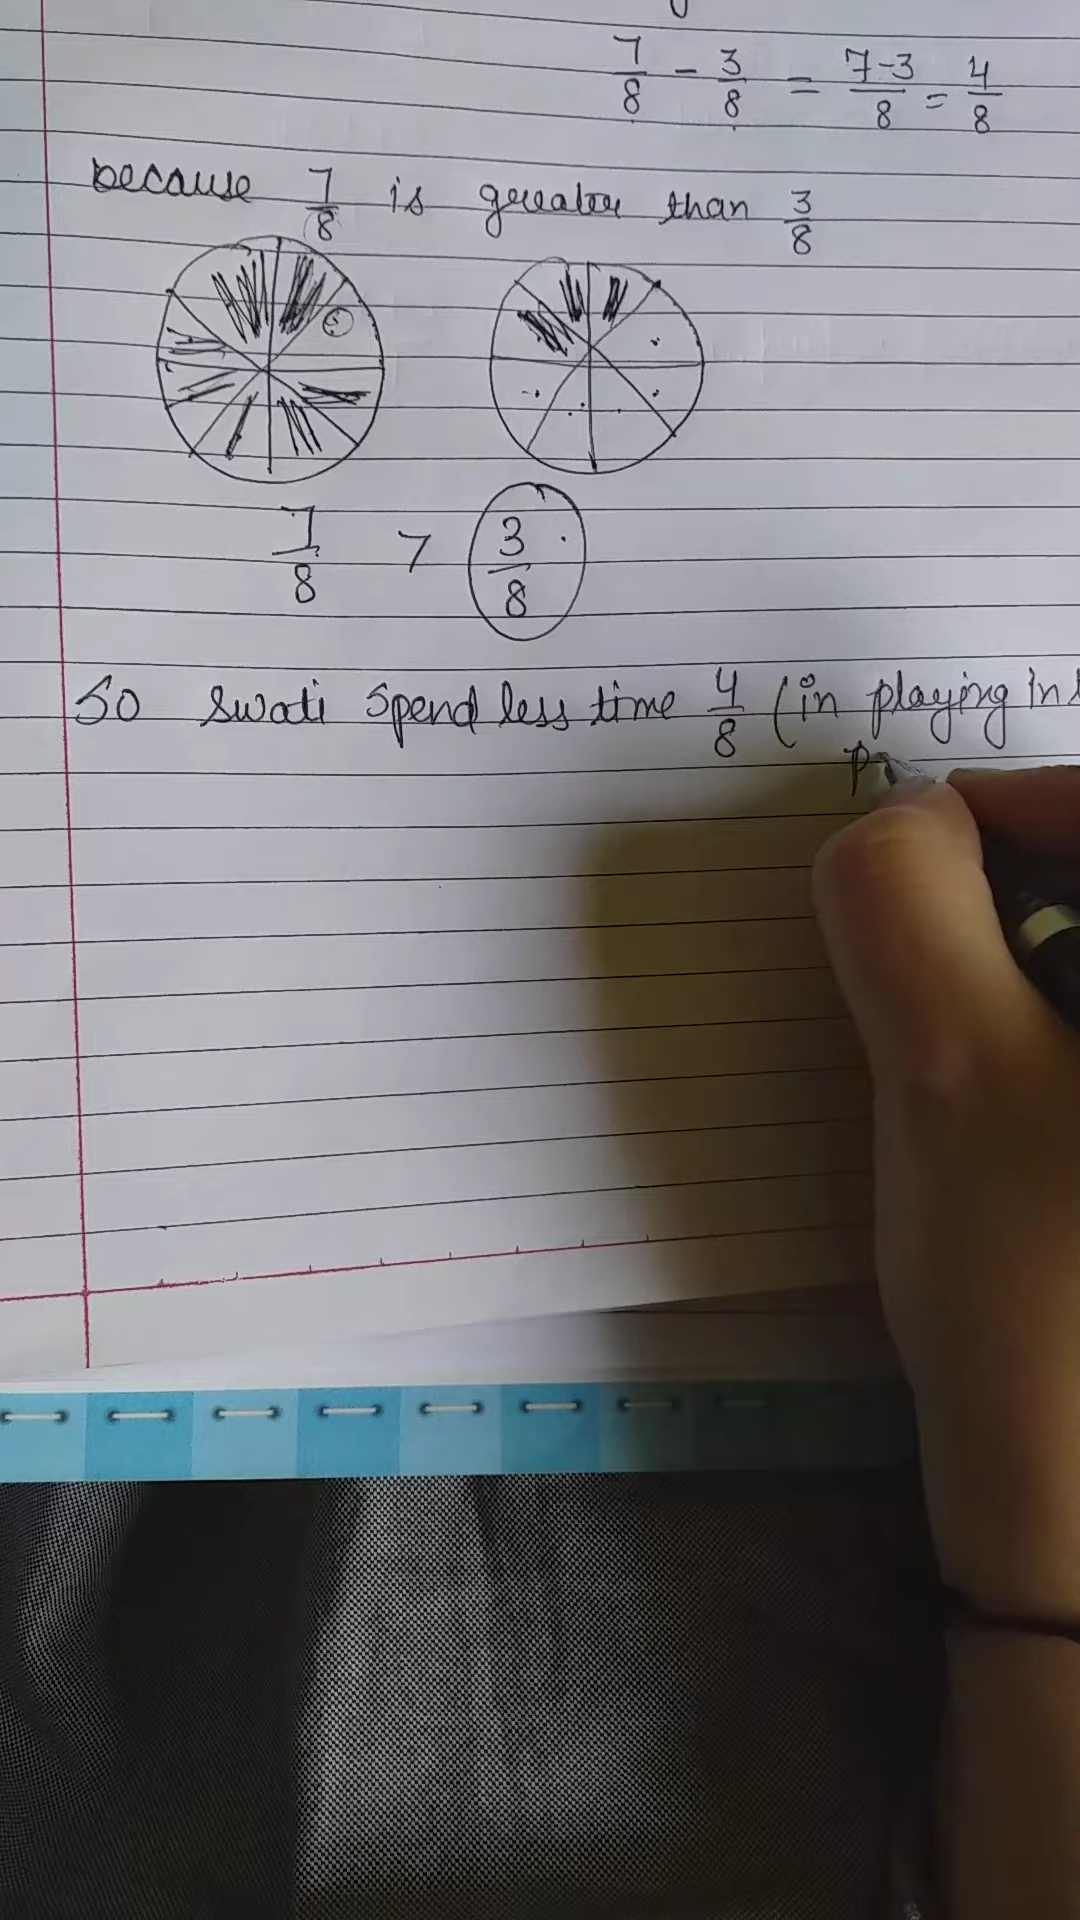 7/8 - 3/8 = 7-3/8 = 4/8
because 7/8 is greater than 3/8
7/8 > 3/8
So Swati Spend less time 4/8 (in playing in